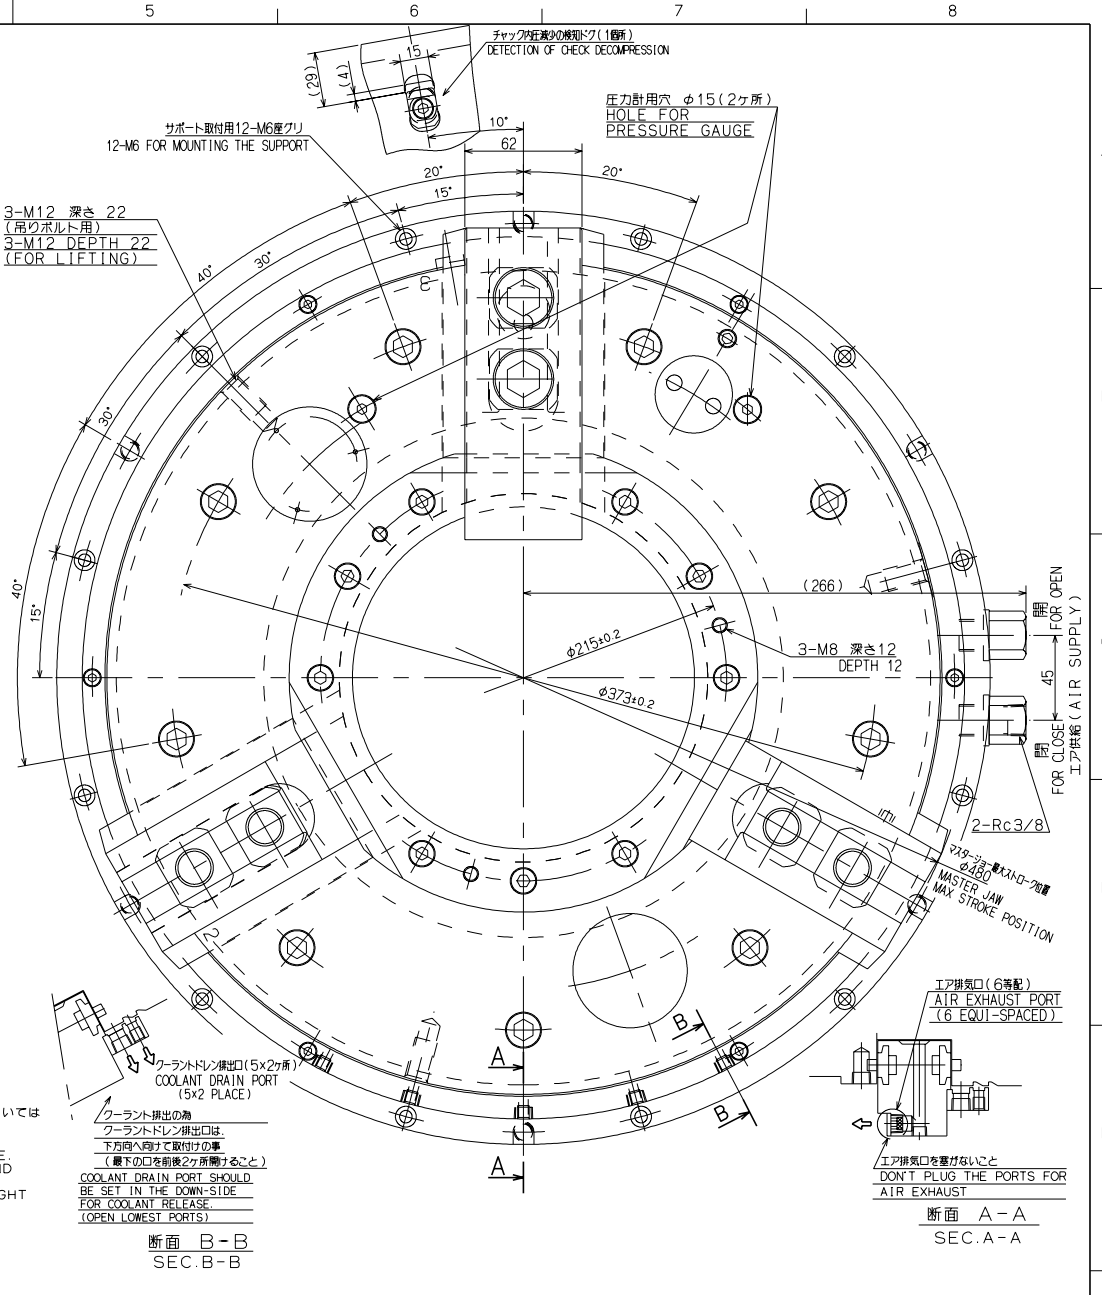 5
6
7
8
チャック内圧減少の検知ドグ(1個所)
DETECTION OF CHECK DECOMPRESSION
15
(29)
(4)
10°
圧力計用穴 φ15(2ヶ所)
HOLE FOR
PRESSURE GAUGE
サポート取付用12-M6座グリ
12-M6 FOR MOUNTING THE SUPPORT
62
20°
20°
15°
3-M12 深さ 22
(吊りボルト用)
3-M12 DEPTH 22
(FOR LIFTING)
40°
30°
30°
40°
15°
(266)
開
FOR OPEN
エア供給(AIR SUPPLY)
45
閉
FOR CLOSE
φ215±0.2
3-M8 深さ12
DEPTH 12
φ373±0.2
2-Rc3/8
マスタージョー最大ストローク位置
φ480
MASTER JAW
MAX STROKE POSITION
2
エア排気口(6等配)
AIR EXHAUST PORT
(6 EQUI-SPACED)
B
A
クーラントドレン排出口(5×2ヶ所)
COOLANT DRAIN PORT
(5×2 PLACE)
いては
E.
ND
GHT
クーラント排出の為
クーラントドレン排出口は、
下方向へ向けて取付けの事
(最下の口を前後2ヶ所開けること)
COOLANT DRAIN PORT SHOULD
BE SET IN THE DOWN-SIDE
FOR COOLANT RELEASE.
(OPEN LOWEST PORTS)
断面 B-B
SEC.B-B
B
A
エア排気口を塞がないこと
DON'T PLUG THE PORTS FOR
AIR EXHAUST
断面 A-A
SEC.A-A